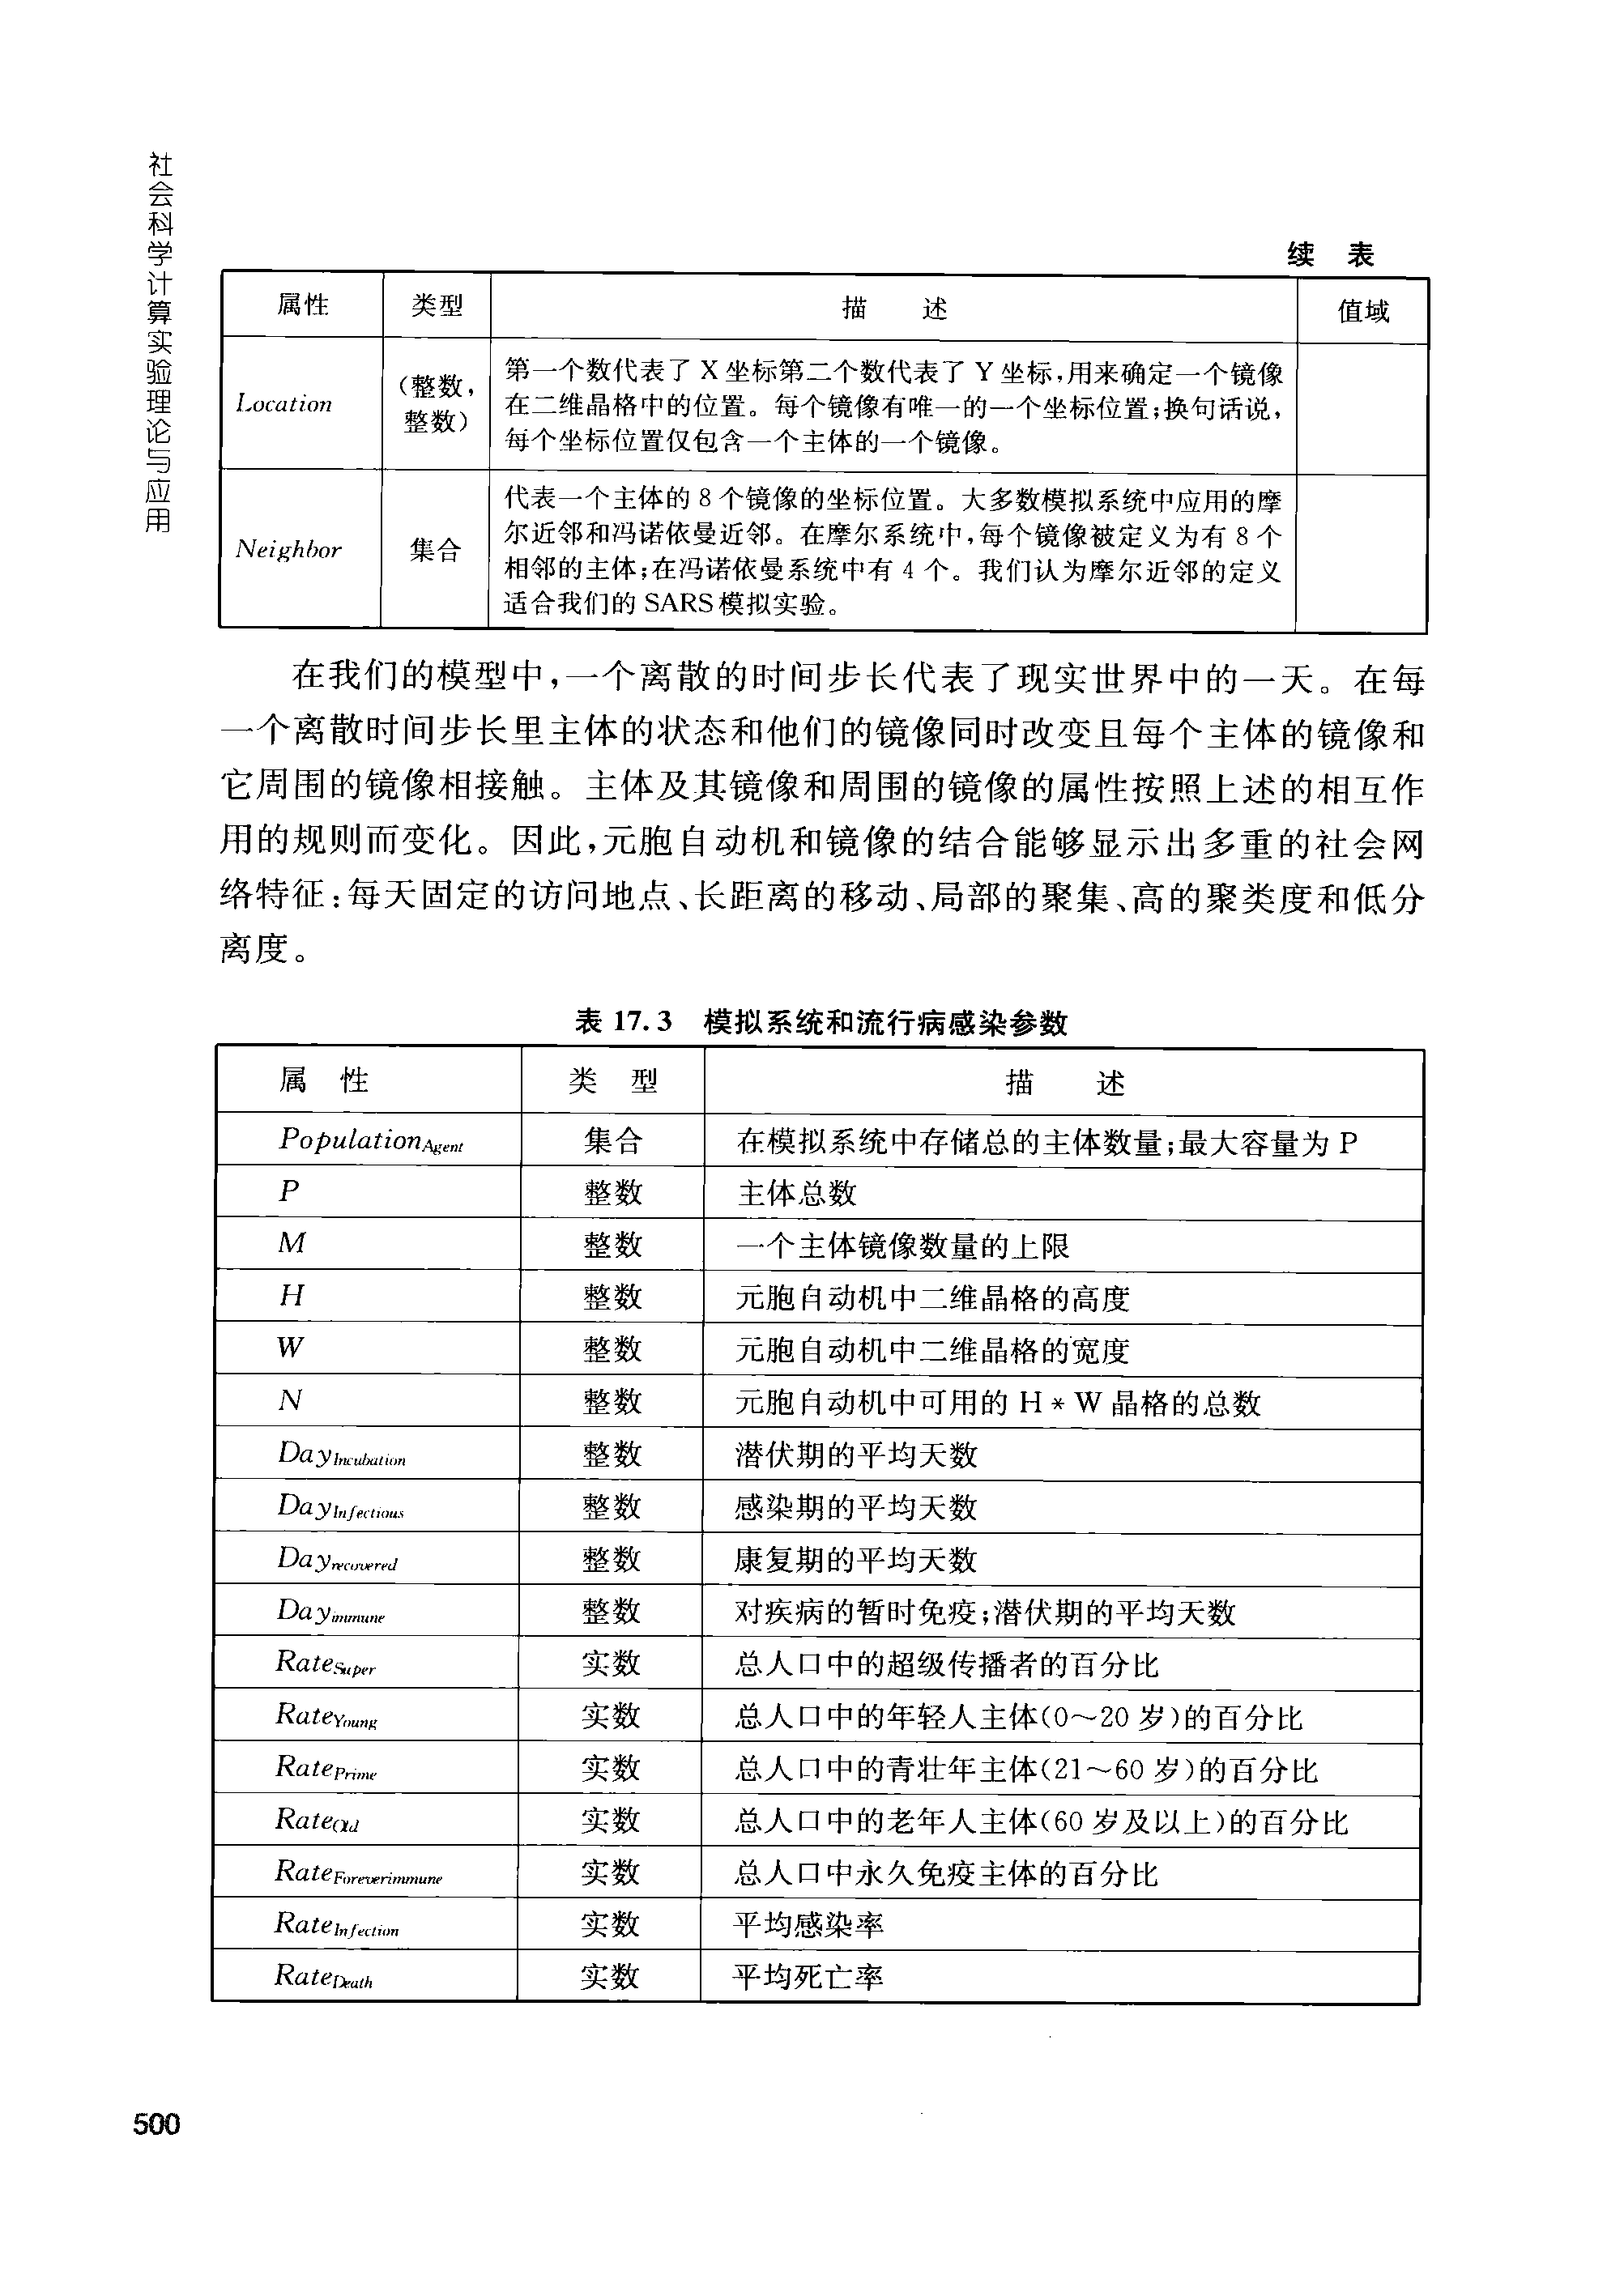 社会科学计算实验理论与应用
续 表
属性 类型 描 述 值域
Location (整数,整数) 第一个数代表了 X 坐标第二个数代表了 Y 坐标,用来确定一个镜像
在二维晶格中的位置。每个镜像有唯一的一个坐标位置;换句话说,
每个坐标位置仅包含一个主体的一个镜像。
Neighbor 集合 代表一个主体的 8 个镜像的坐标位置。大多数模拟系统中应用的摩
尔近邻和冯诺依曼近邻。在摩尔系统中,每个镜像被定义为有 8 个
相邻的主体;在冯诺依曼系统中有 4 个。我们认为摩尔近邻的定义
适合我们的 SARS 模拟实验。
在我们的模型中,一个离散的时间步长代表了现实世界中的一天。在每
一个离散时间步长里主体的状态和他们的镜像同时改变且每个主体的镜像和
它周围的镜像相接触。主体及其镜像和周围的镜像的属性按照上述的相互作
用的规则而变化。因此,元胞自动机和镜像的结合能够显示出多重的社会网
络特征:每天固定的访问地点、长距离的移动、局部的聚集、高的聚类度和低分
离度。
表 17.3 模拟系统和流行病感染参数
属 性 类 型 描 述
PopulationAgent 集合 在模拟系统中存储总的主体数量;最大容量为 P
P 整数 主体总数
M 整数 一个主体镜像数量的上限
H 整数 元胞自动机中二维晶格的高度
W 整数 元胞自动机中二维晶格的宽度
N 整数 元胞自动机中可用的 H * W 晶格的总数
DayIncubation 整数 潜伏期的平均天数
DayInfectious 整数 感染期的平均天数
Dayrecovered 整数 康复期的平均天数
Dayimmune 整数 对疾病的暂时免疫;潜伏期的平均天数
RateSuper 实数 总人口中的超级传播者的百分比
RateYoung 实数 总人口中的年轻人主体(0～20 岁)的百分比
RatePrime 实数 总人口中的青壮年主体(21～60 岁)的百分比
RateOld 实数 总人口中的老年人主体(60 岁及以上)的百分比
RateForeverimmune 实数 总人口中永久免疫主体的百分比
RateInfection 实数 平均感染率
RateDeath 实数 平均死亡率
500